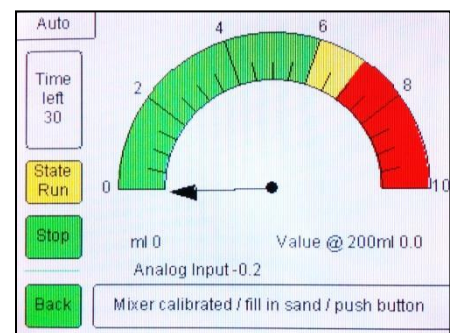 Auto
4
6
Time
left
30
2
8
State
Run
0
10
Stop
ml 0
Value @ 200ml 0.0
Analog Input -0.2
Back
Mixer calibrated / fill in sand / push button